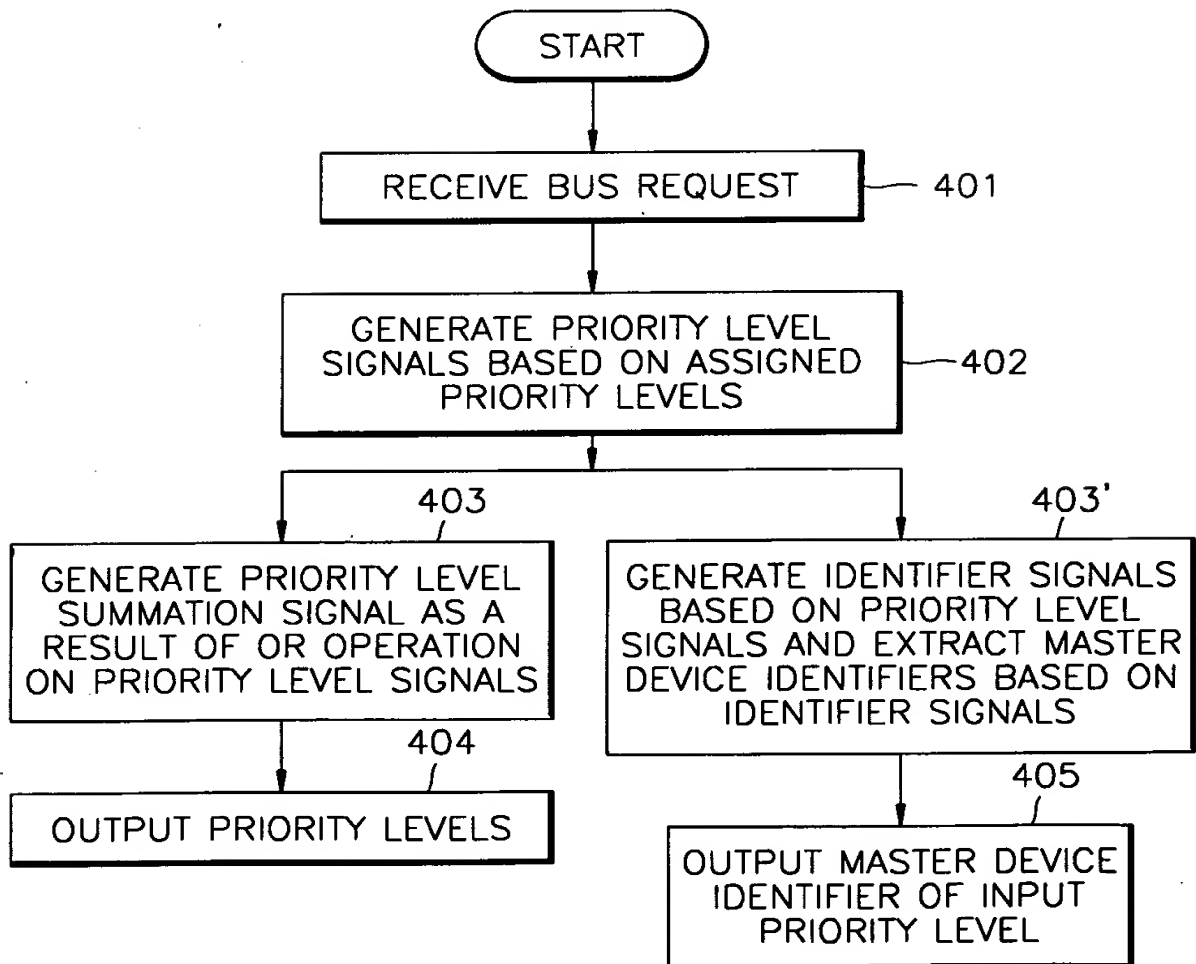 START
RECEIVE BUS REQUEST
401
GENERATE PRIORITY LEVEL
SIGNALS BASED ON ASSIGNED
PRIORITY LEVELS
402
403
GENERATE PRIORITY LEVEL
SUMMATION SIGNAL AS A
RESULT OF OR OPERATION
ON PRIORITY LEVEL SIGNALS
403'
GENERATE IDENTIFIER SIGNALS
BASED ON PRIORITY LEVEL
SIGNALS AND EXTRACT MASTER
DEVICE IDENTIFIERS BASED ON
IDENTIFIER SIGNALS
404
OUTPUT PRIORITY LEVELS
405
OUTPUT MASTER DEVICE
IDENTIFIER OF INPUT
PRIORITY LEVEL